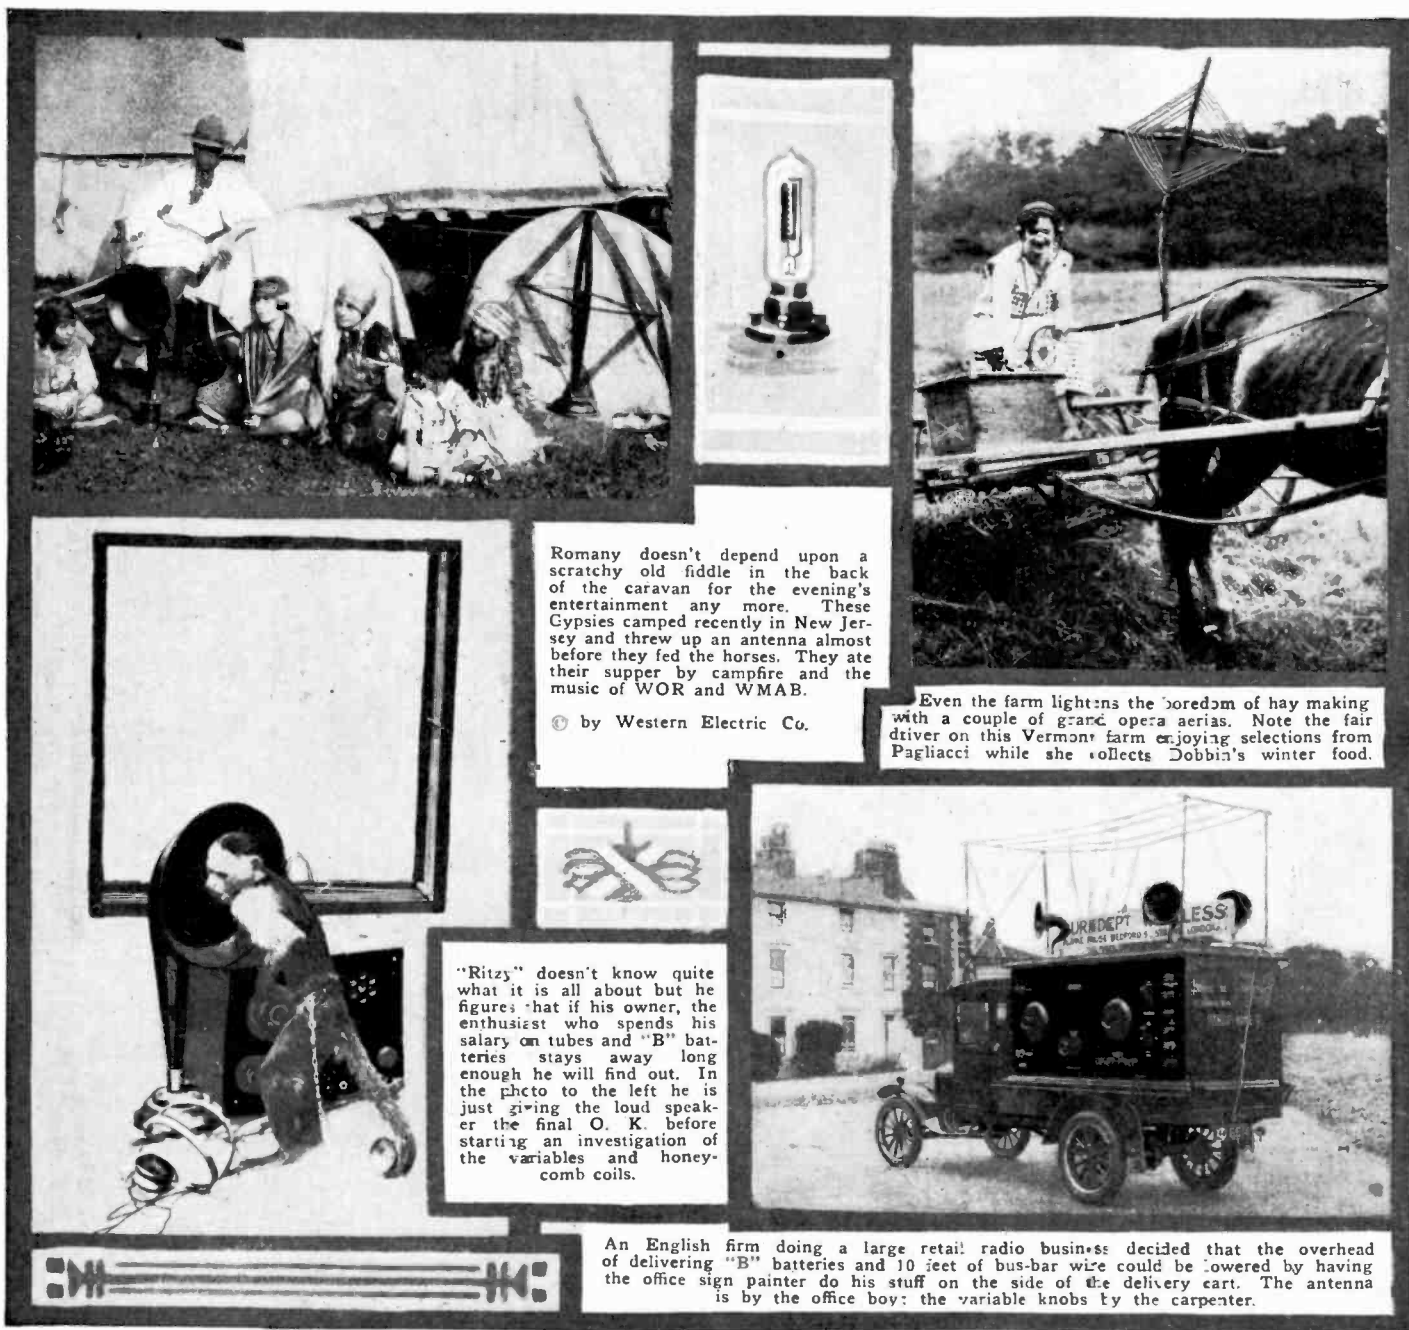 Romany doesn't depend upon a
scratchy old fiddle in the back
of the caravan for the evening's
entertainment any more. These
Gypsies camped recently in New Jer-
sey and threw up an antenna almost
before they fed the horses. They ate
their supper by campfire and the
music of WOR and WMAB.
© by Western Electric Co.
Even the farm lightens the boredom of hay making
with a couple of grand opera aerias. Note the fair
driver on this Vermont farm enjoying selections from
Pagliacci while she collects Dobbin's winter food.
URNDEPT LESS
BEDFORD S LONDON
"Ritzy" doesn't know quite
what it is all about but he
figures that if his owner, the
enthusiast who spends his
salary on tubes and "B" bat-
teries stays away long
enough he will find out. In
the photo to the left he is
just giving the loud speak-
er the final O. K. before
starting an investigation of
the variables and honey-
comb coils.
An English firm doing a large retail radio business decided that the overhead
of delivering "B" batteries and 10 feet of bus-bar wire could be lowered by having
the office sign painter do his stuff on the side of the delivery cart. The antenna
is by the office boy; the variable knobs by the carpenter.